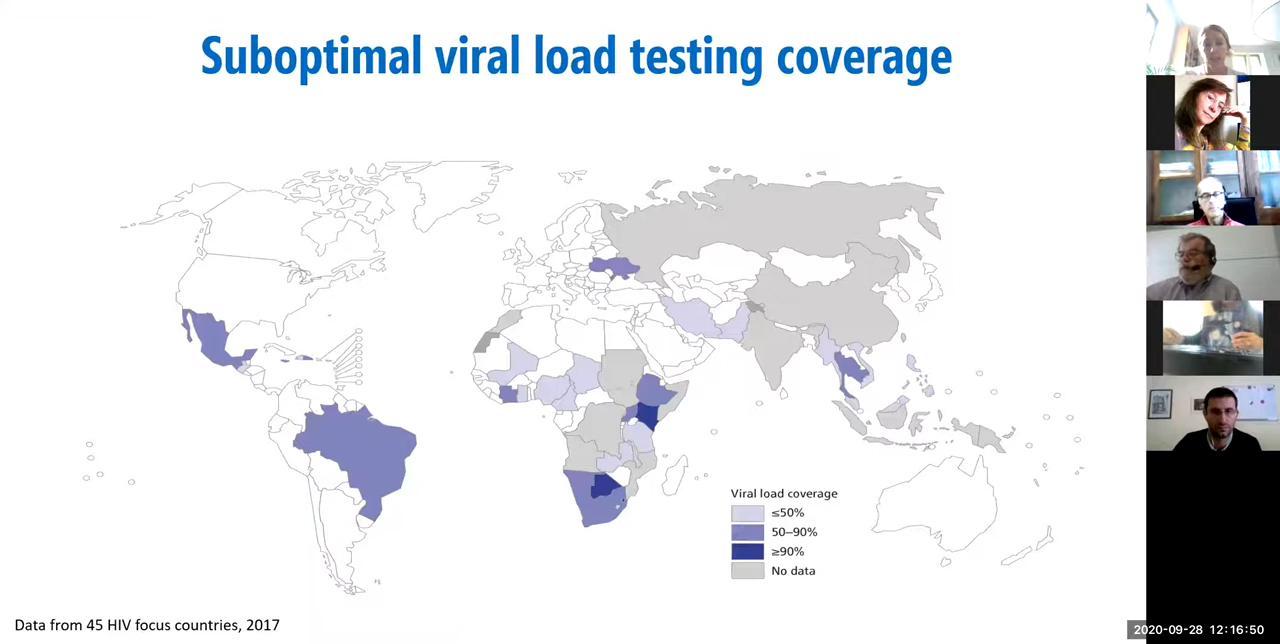 Suboptimal viral load testing coverage
Viral load coverage
≤50%
50–90%
≥90%
No data
Data from 45 HIV focus countries, 2017
2020-09-28 12:16:50